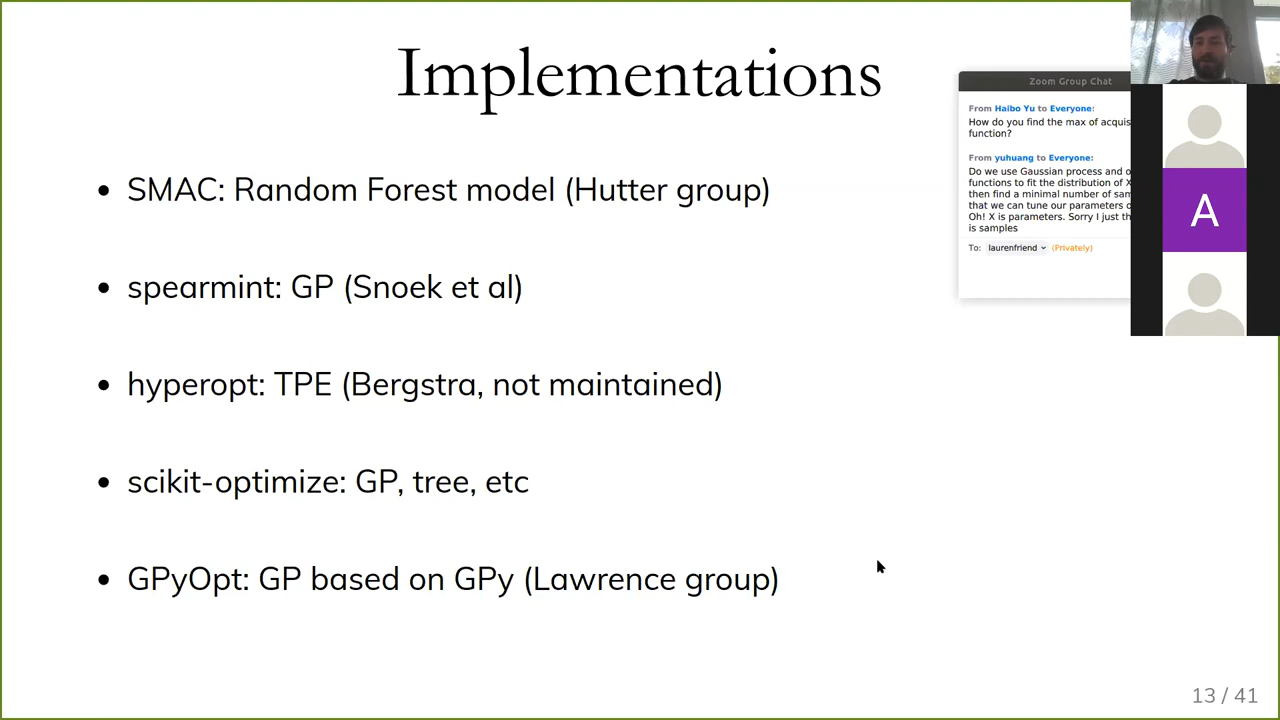 Implementations
SMAC: Random Forest model (Hutter group)
spearmint: GP (Snoek et al)
hyperopt: TPE (Bergstra, not maintained)
scikit-optimize: GP, tree, etc
GPyOpt: GP based on GPy (Lawrence group)
13 / 41
Zoom Group Chat
From Haibo Yu to Everyone:
How do you find the max of acquis
function?
From yuhuang to Everyone:
Do we use Gaussian process and o
functions to fit the distribution of X
then find a minimal number of sam
that we can tune our parameters o
Oh! X is parameters. Sorry I just th
is samples
To: laurenfriend (Privately)
A